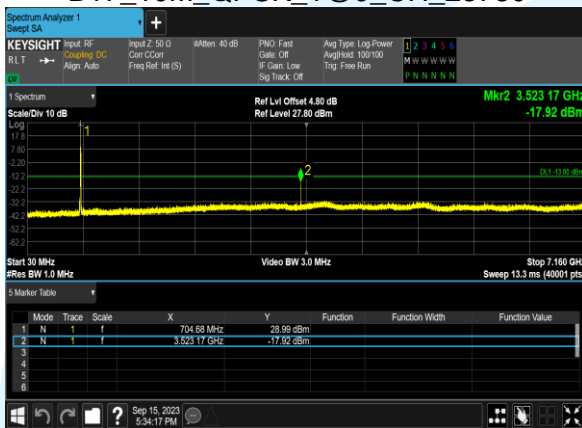 Spectrum Analyzer 1
Swept SA
+
KEYSIGHT
RLT
Input: RF
Coupling: DC
Align: Auto
Input Z: 50 Ω
Corr CCorr
Freq Ref: Int (S)
#Atten: 40 dB
PNO: Fast
Gate: Off
IF Gain: Low
Sig Track: Off
Avg Type: Log-Power
Avg|Hold: 100/100
Trig: Free Run
1 2 3 4 5 6
M W W W W W
P N N N N N
1 Spectrum
Scale/Div 10 dB
Ref Lvl Offset 4.80 dB
Ref Level 27.80 dBm
Mkr2 3.523 17 GHz
-17.92 dBm
Log
17.8
7.80
-2.20
-12.2
-22.2
-32.2
-42.2
-52.2
-62.2
1
2
DL1 -13.00 dBm
Start 30 MHz
#Res BW 1.0 MHz
Video BW 3.0 MHz
Stop 7.160 GHz
Sweep 13.3 ms (40001 pts)
5 Marker Table
Mode Trace Scale X Y Function Function Width Function Value
1 N 1 f 704.68 MHz 28.99 dBm
2 N 1 f 3.523 17 GHz -17.92 dBm
3
4
5
6
?
Sep 15, 2023
5:34:17 PM